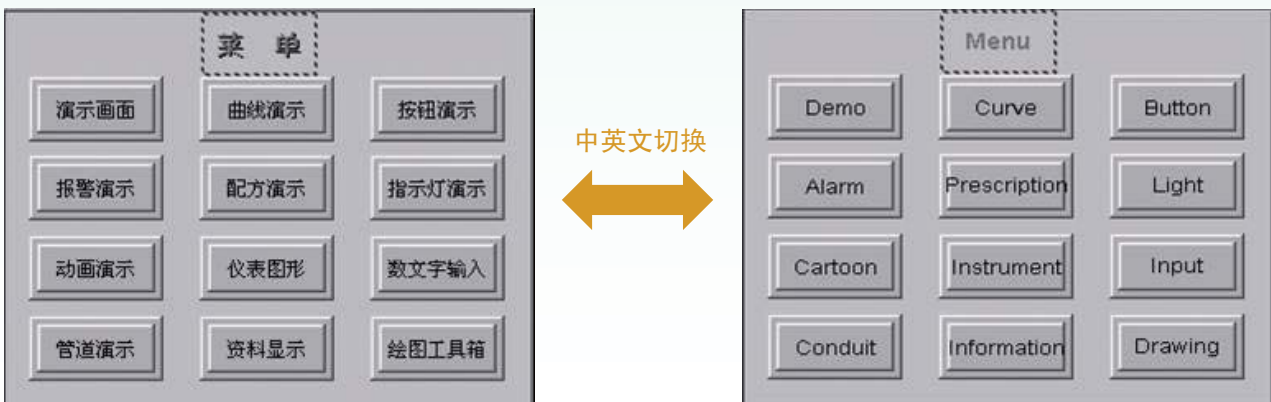 菜 单
演示画面 曲线演示 按钮演示
报警演示 配方演示 指示灯演示
动画演示 仪表图形 数文字输入
管道演示 资料显示 绘图工具箱
中英文切换
Menu
Demo Curve Button
Alarm Prescription Light
Cartoon Instrument Input
Conduit Information Drawing